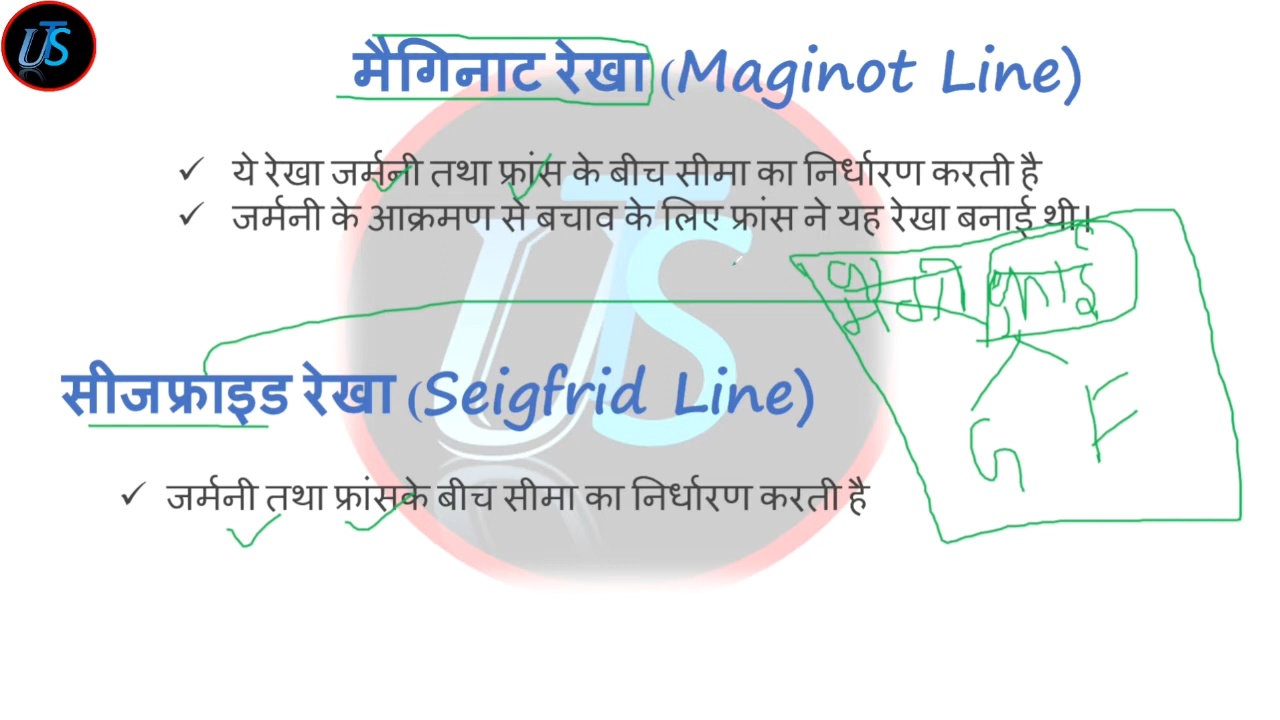 UTS
मैगिनाट रेखा (Maginot Line)
✓ ये रेखा जर्मनी तथा फ्रांस के बीच सीमा का निर्धारण करती है
✓ जर्मनी के आक्रमण से बचाव के लिए फ्रांस ने यह रेखा बनाई थी।
सीजफ्राइड रेखा (Seigfrid Line)
G F
✓ जर्मनी तथा फ्रांसके बीच सीमा का निर्धारण करती है